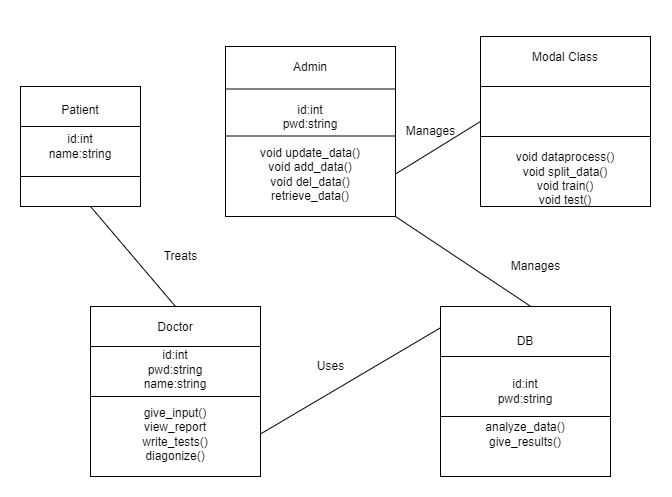 Patient
id:int
name:string
Admin
id:int
pwd:string
void update_data()
void add_data()
void del_data()
retrieve_data()
Manages
Modal Class
void dataprocess()
void split_data()
void train()
void test()
Treats
Manages
Doctor
id:int
pwd:string
name:string
give_input()
view_report
write_tests()
diagonize()
Uses
DB
id:int
pwd:string
analyze_data()
give_results()